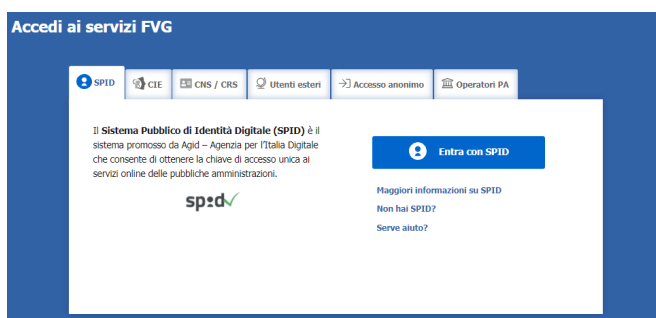 Accedi ai servizi FVG
SPID CIE CNS / CRS Utenti esteri Accesso anonimo Operatori PA
Il Sistema Pubblico di Identità Digitale (SPID) è il
sistema promosso da Agid – Agenzia per l'Italia Digitale
che consente di ottenere la chiave di accesso unica ai
servizi online delle pubbliche amministrazioni.
spid
Entra con SPID
Maggiori informazioni su SPID
Non hai SPID?
Serve aiuto?